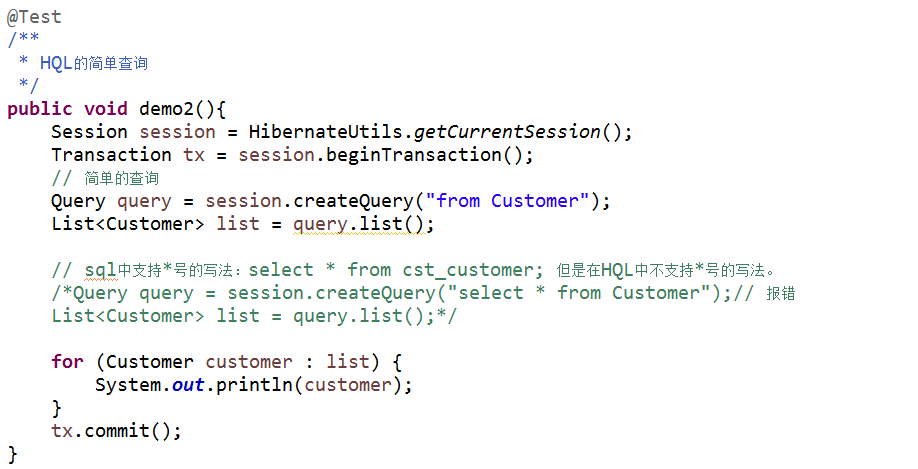 @Test
/**
 * HQL的简单查询
 */
public void demo2(){
    Session session = HibernateUtils.getCurrentSession();
    Transaction tx = session.beginTransaction();
    // 简单的查询
    Query query = session.createQuery("from Customer");
    List<Customer> list = query.list();

    // sql中支持*号的写法：select * from cst_customer; 但是在HQL中不支持*号的写法。
    /*Query query = session.createQuery("select * from Customer");// 报错
    List<Customer> list = query.list();*/

    for (Customer customer : list) {
        System.out.println(customer);
    }
    tx.commit();
}